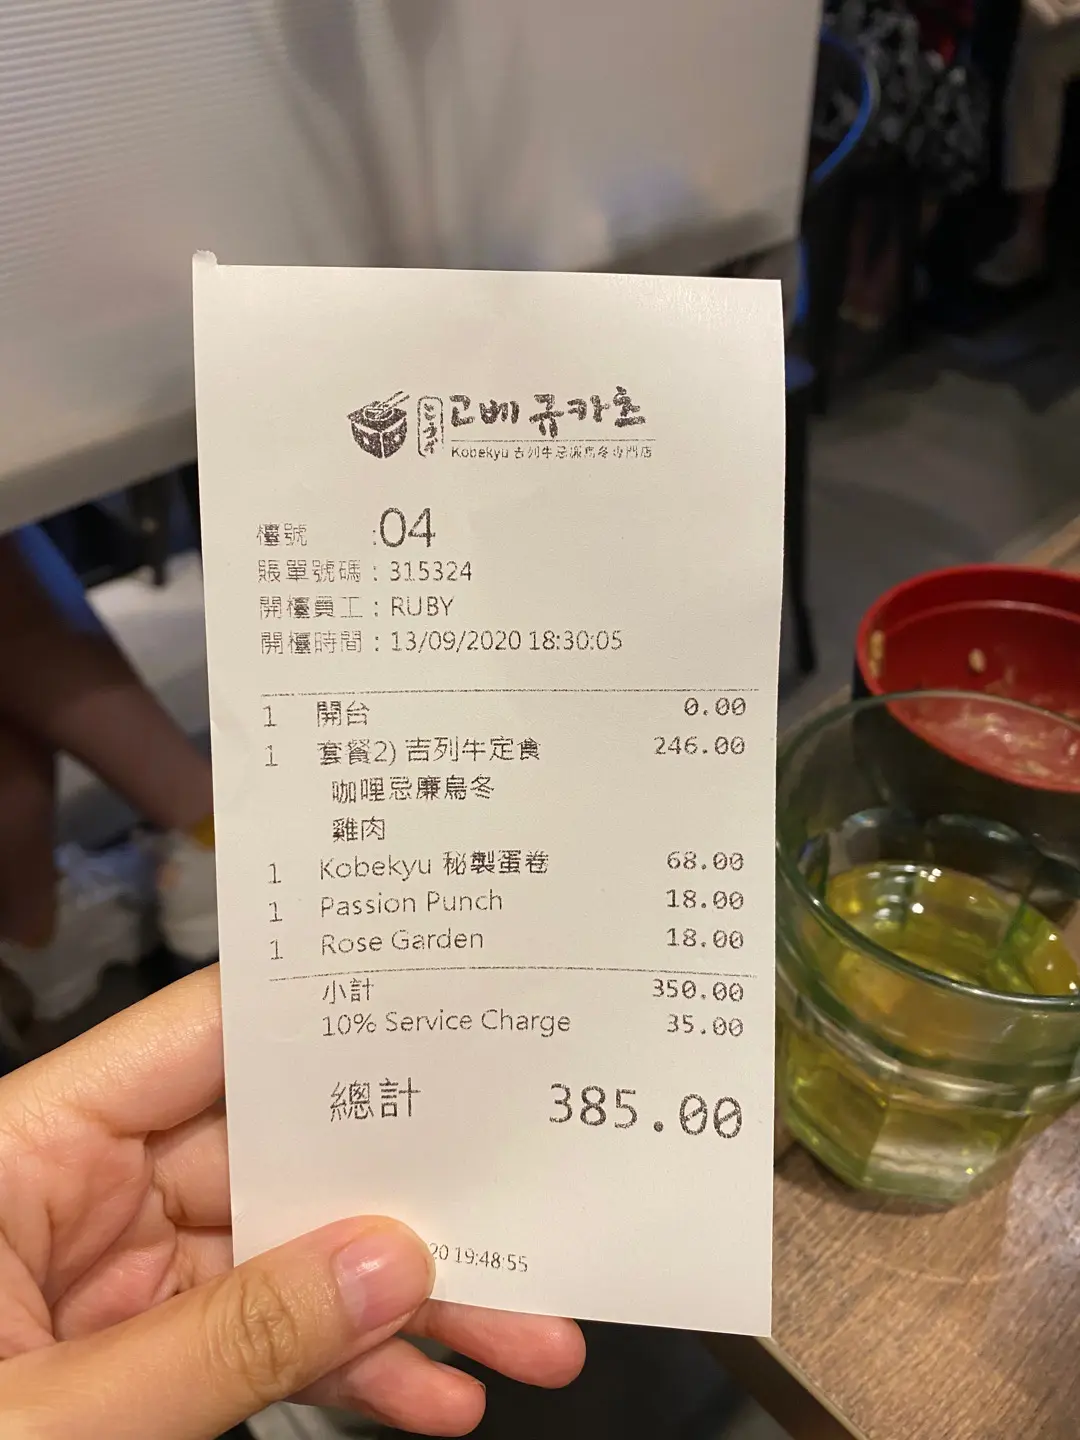 고베 규카츠
Kobekyu 吉列牛忌廉烏冬專門店
檯號 :04
賬單號碼 : 315324
開檯員工 : RUBY
開檯時間 : 13/09/2020 18:30:05
1 開台 0.00
1 套餐2) 吉列牛定食 246.00
咖哩忌廉烏冬
雞肉
1 Kobekyu 秘製蛋卷 68.00
1 Passion Punch 18.00
1 Rose Garden 18.00
小計 350.00
10% Service Charge 35.00
總計 385.00
20 19:48:55